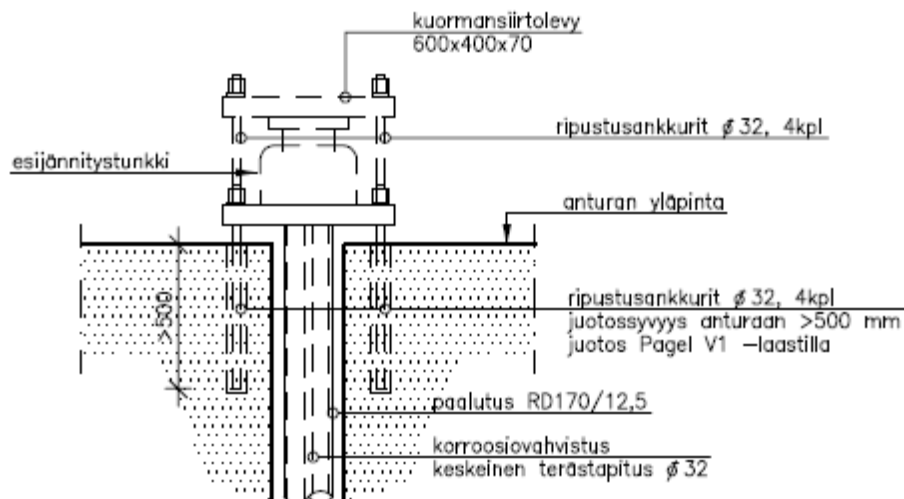 kuormansiirtolevy
600x400x70
ripustusankkurit ø 32, 4kpl
esijännitystunkki
anturan yläpinta
>500
ripustusankkurit ø 32, 4kpl
juotossyvyys anturaan >500 mm
juotos Pagel V1 –laastilla
paalutus RD170/12,5
korroosiovahvistus
keskeinen terästapitus ø 32